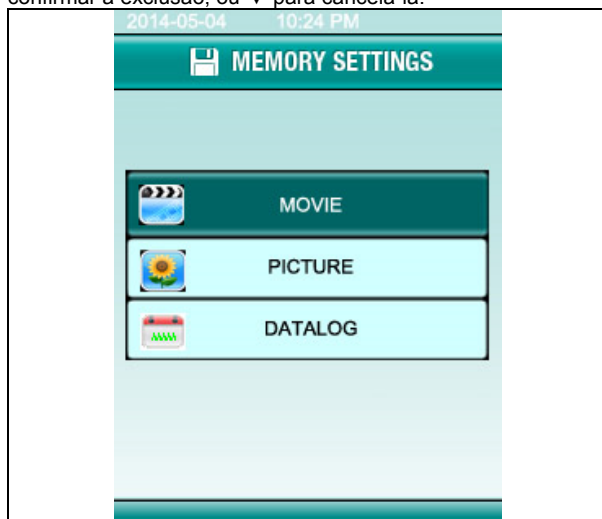 confirmar a exclusão, ou ▼ para cancelá-la.
2014-05-04 10:24 PM
MEMORY SETTINGS
MOVIE
PICTURE
DATALOG